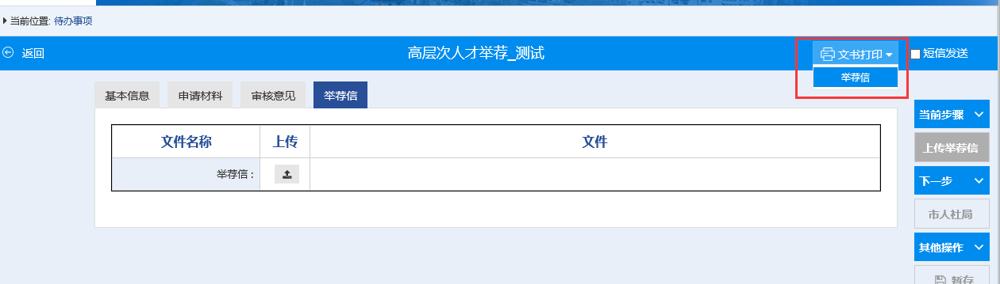 当前位置: 待办事项
返回
高层次人才举荐_测试
文书打印
短信发送
举荐信
基本信息
申请材料
审核意见
举荐信
文件名称
上传
文件
举荐信：
当前步骤
上传举荐信
下一步
市人社局
其他操作
暂存